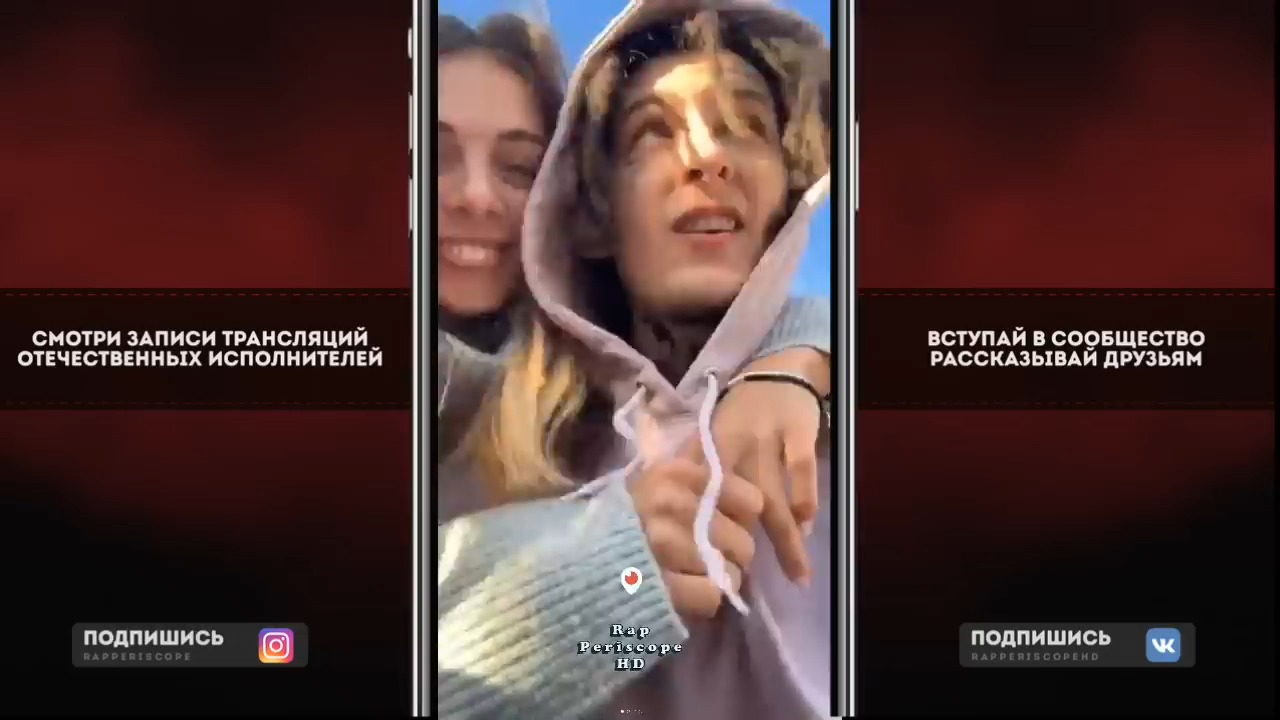 СМОТРИ ЗАПИСИ ТРАНСЛЯЦИЙ
ОТЕЧЕСТВЕННЫХ ИСПОЛНИТЕЛЕЙ
ВСТУПАЙ В СООБЩЕСТВО
РАССКАЗЫВАЙ ДРУЗЬЯМ
Rap
Periscope
HD
ПОДПИШИСЬ
RAPPERISCOPE
ПОДПИШИСЬ
RAPPERISCOPEHD